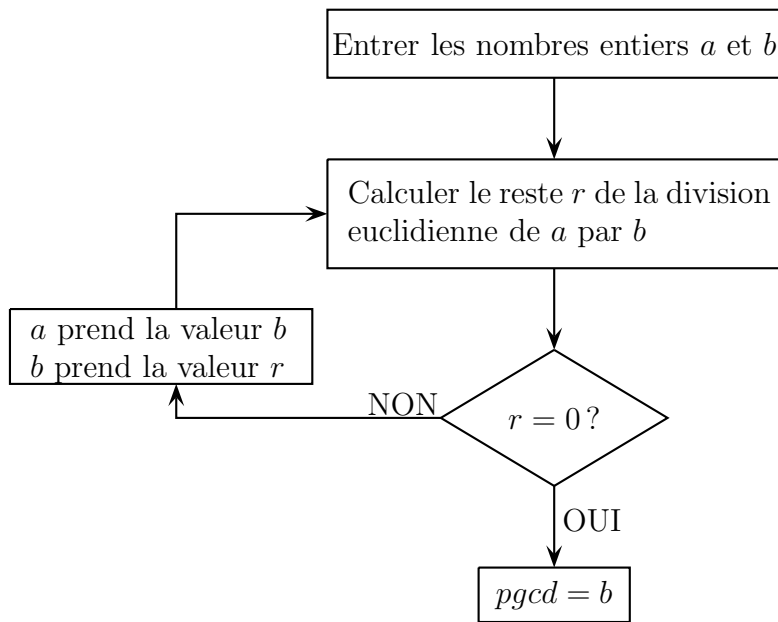 Entrer les nombres entiers a et b
Calculer le reste r de la division
euclidienne de a par b
a prend la valeur b
b prend la valeur r
NON
r = 0 ?
OUI
pgcd = b